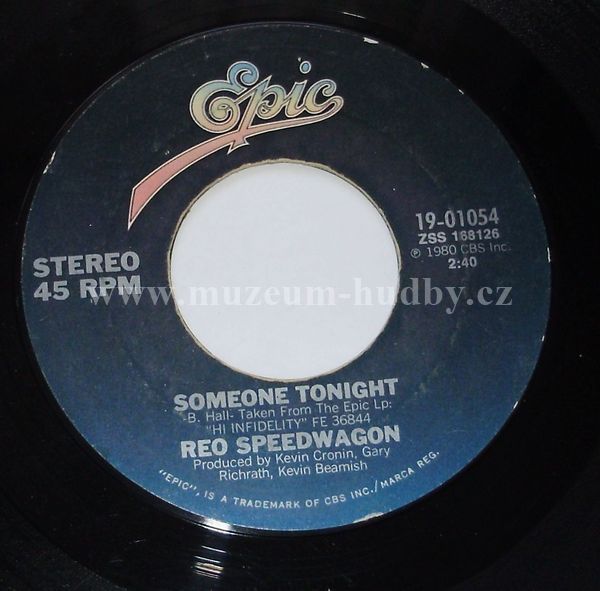 Epic
19-01054
ZSS 168126
℗ 1980 CBS Inc.
2:40
STEREO
45 RPM
www.muzeum-hudby.cz
SOMEONE TONIGHT
-B. Hall- Taken From The Epic Lp:
"HI INFIDELITY" FE 36844
REO SPEEDWAGON
Produced by Kevin Cronin, Gary
Richrath, Kevin Beamish
"EPIC", IS A TRADEMARK OF CBS INC./MARCA REG.